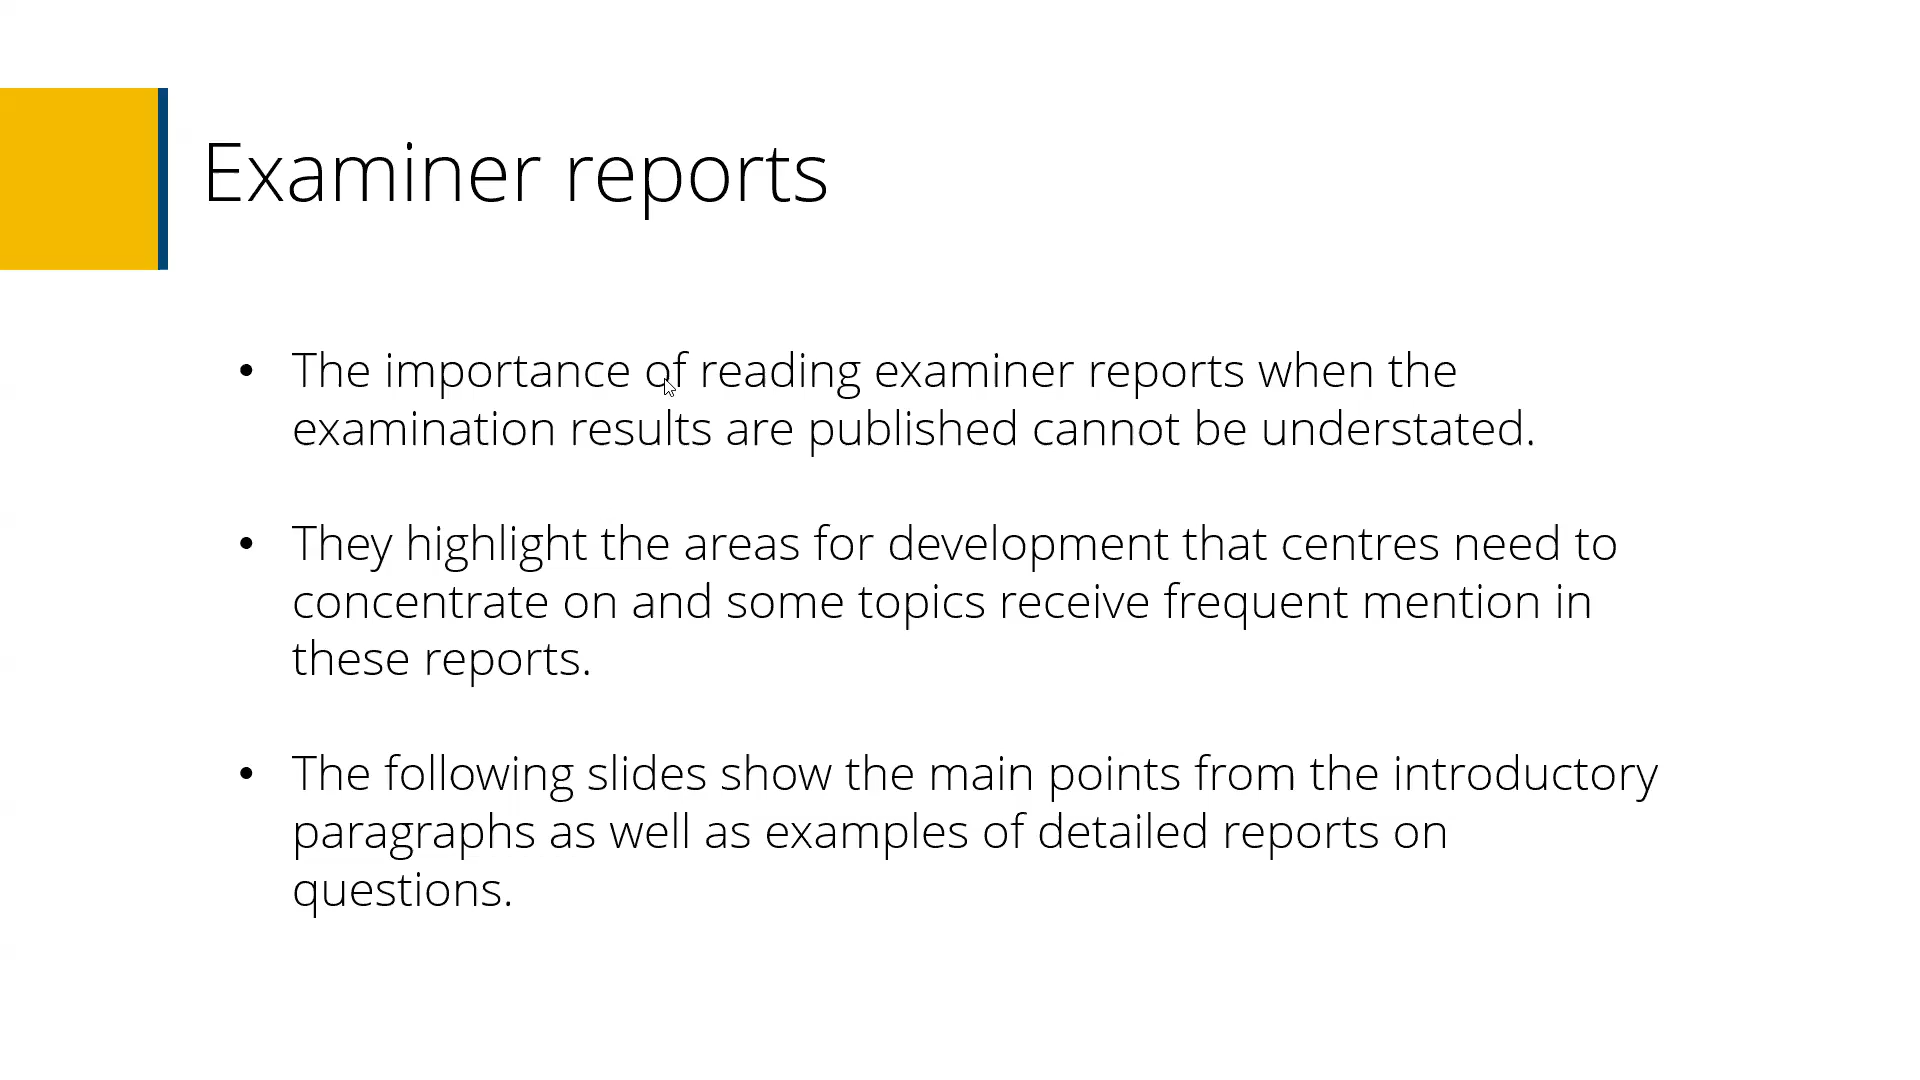 Examiner reports
• The importance of reading examiner reports when the
examination results are published cannot be understated.
• They highlight the areas for development that centres need to
concentrate on and some topics receive frequent mention in
these reports.
• The following slides show the main points from the introductory
paragraphs as well as examples of detailed reports on
questions.